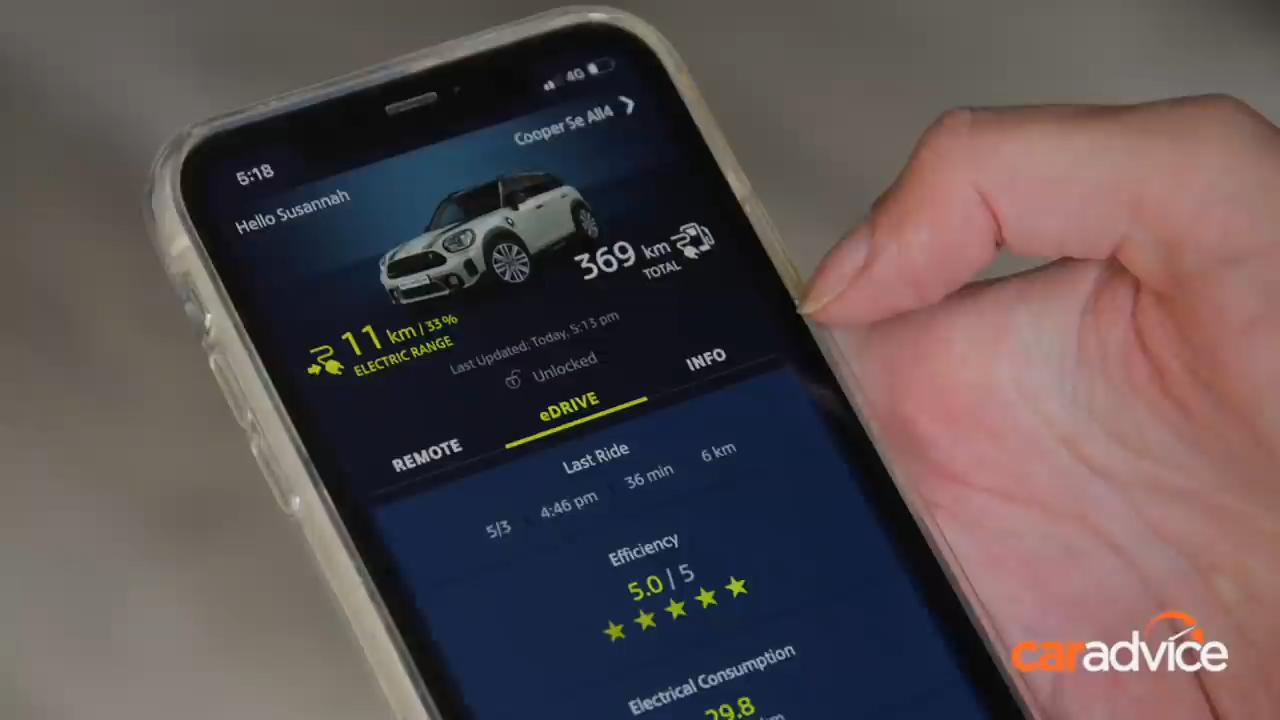 5:18
4G
Hello Susannah
Cooper Se All4
369 km
TOTAL
11 km / 33 %
ELECTRIC RANGE
Last Updated: Today, 5:13 pm
Unlocked
REMOTE
eDRIVE
INFO
Last Ride
5/3 4:46 pm 36 min 6 km
Efficiency
5.0 / 5
Electrical Consumption
29.8
caradvice